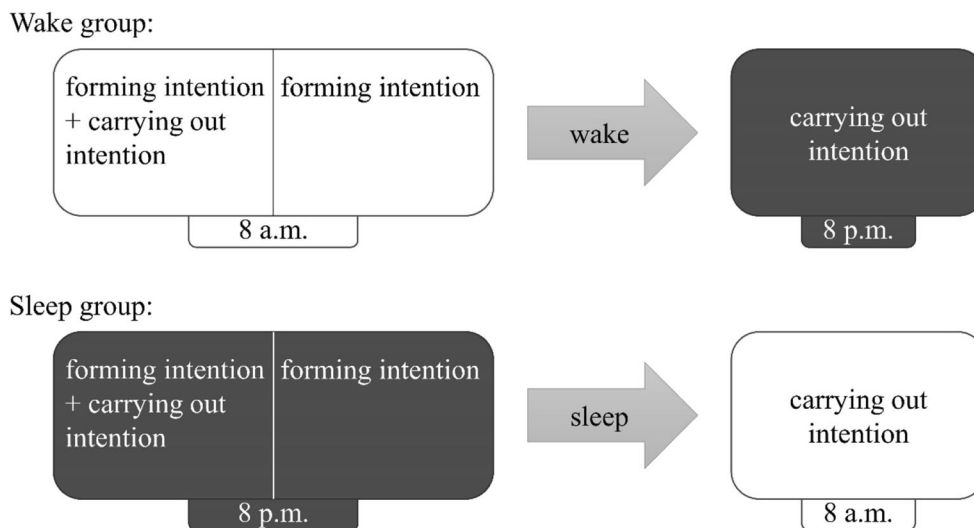 Wake group:
forming intention
+ carrying out
intention
forming intention
8 a.m.
wake
carrying out
intention
8 p.m.
Sleep group:
forming intention
+ carrying out
intention
forming intention
8 p.m.
sleep
carrying out
intention
8 a.m.